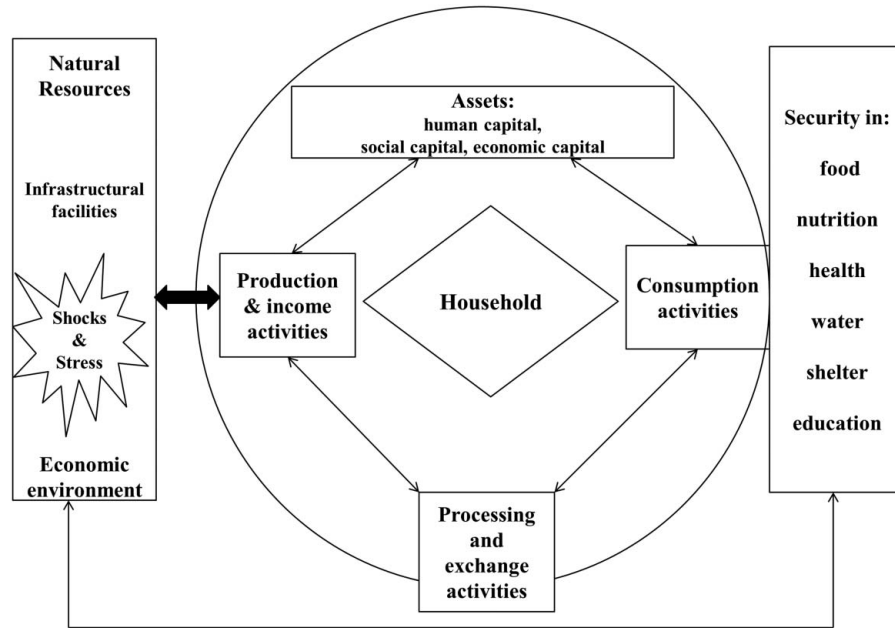 Natural
Resources
Infrastructural
facilities
Shocks
&
Stress
Economic
environment
Assets:
human capital,
social capital, economic capital
Production
& income
activities
Household
Consumption
activities
Processing
and
exchange
activities
Security in:
food
nutrition
health
water
shelter
education